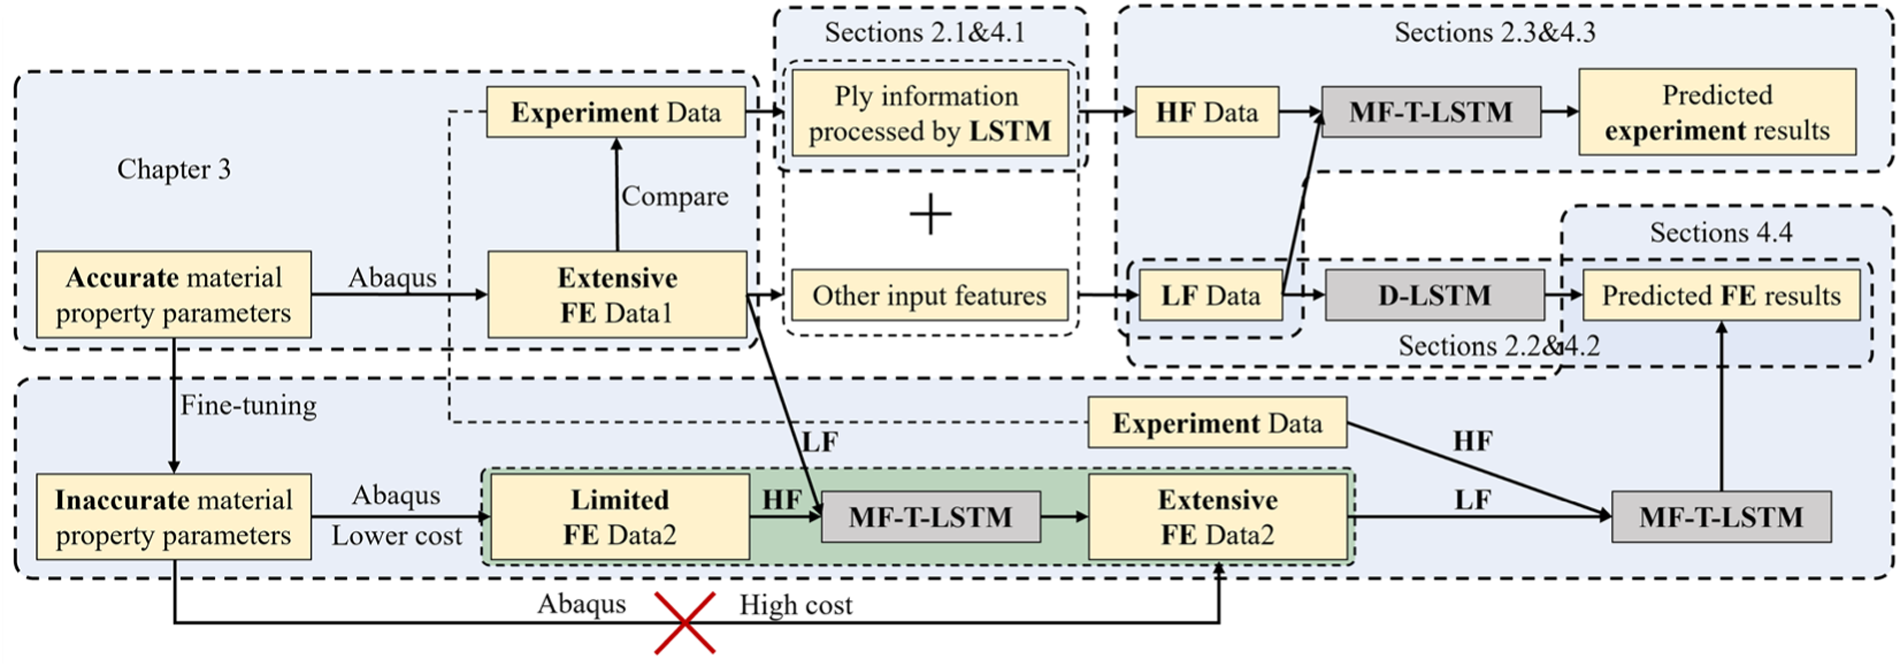 Sections 2.1&4.1
Sections 2.3&4.3
Chapter 3
Experiment Data
Ply information
processed by LSTM
HF Data
MF-T-LSTM
Predicted
experiment results
Compare
+
Sections 4.4
Accurate material
property parameters
Abaqus
Extensive
FE Data1
Other input features
LF Data
D-LSTM
Predicted FE results
Sections 2.2&4.2
Fine-tuning
Experiment Data
LF
HF
Inaccurate material
property parameters
Abaqus
Lower cost
Limited
FE Data2
HF
MF-T-LSTM
Extensive
FE Data2
LF
MF-T-LSTM
Abaqus
High cost